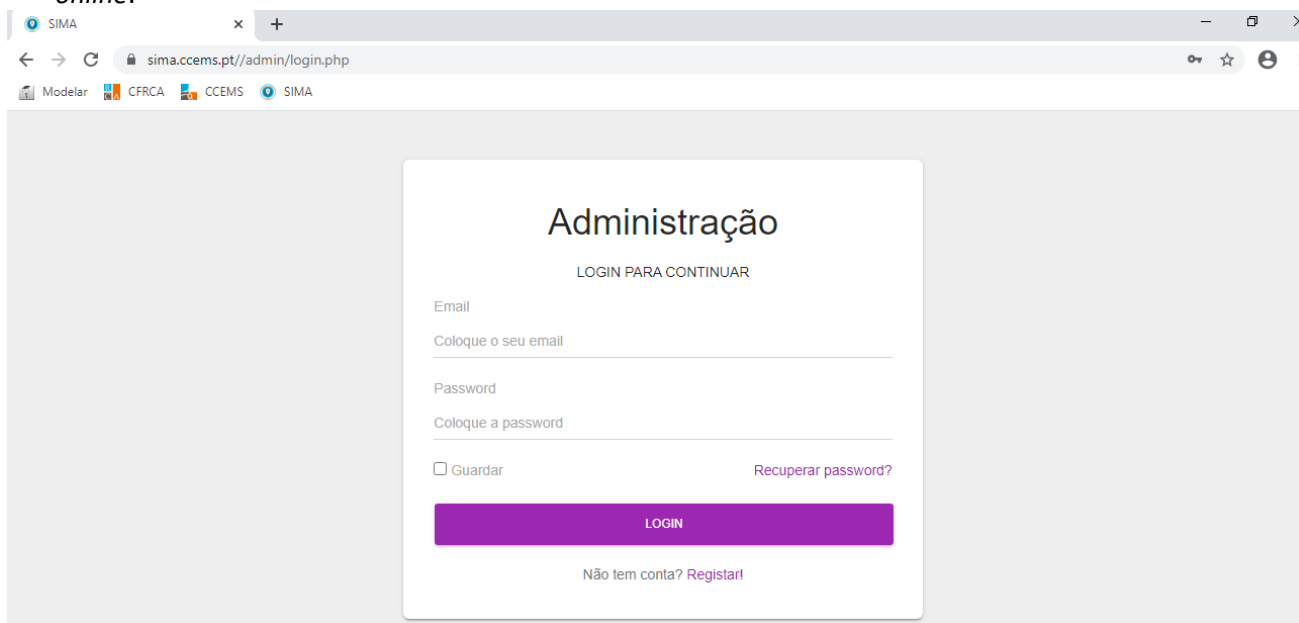 online.
SIMA
sima.ccems.pt//admin/login.php
Modelar CFRCA CCEMS SIMA
Administração
LOGIN PARA CONTINUAR
Email
Coloque o seu email
Password
Coloque a password
Guardar Recuperar password?
LOGIN
Não tem conta? Registar!